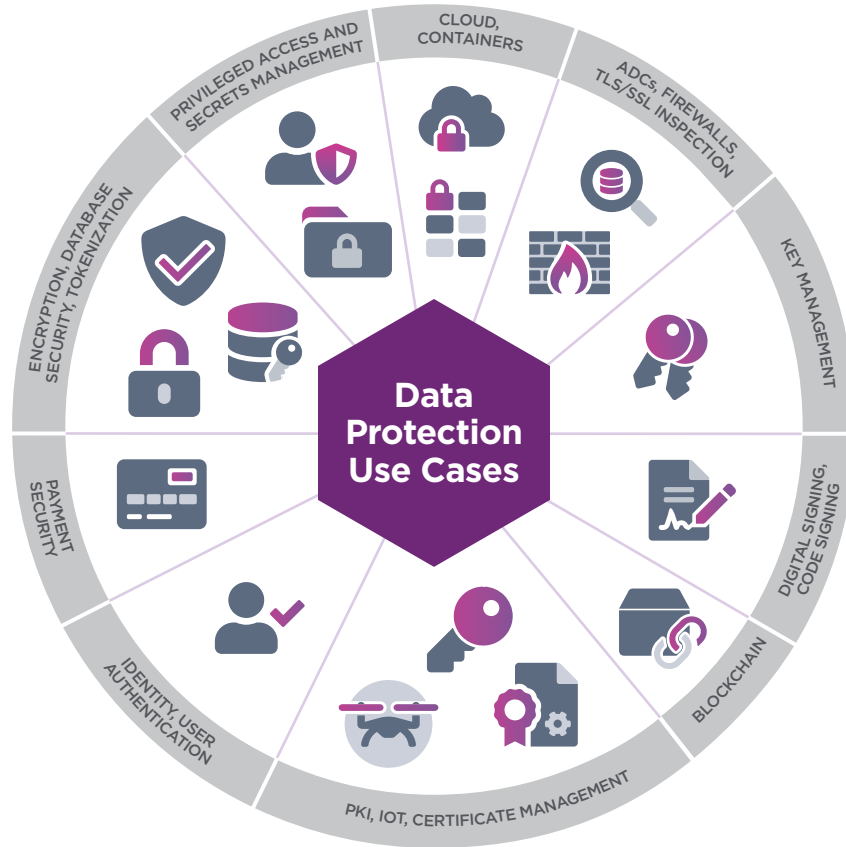 PRIVILEGED ACCESS AND
SECRETS MANAGEMENT
CLOUD,
CONTAINERS
ADCs, FIREWALLS,
TLS/SSL INSPECTION
KEY MANAGEMENT
DIGITAL SIGNING,
CODE SIGNING
BLOCKCHAIN
PKI, IOT, CERTIFICATE MANAGEMENT
IDENTITY, USER
AUTHENTICATION
PAYMENT
SECURITY
ENCRYPTION, DATABASE
SECURITY, TOKENIZATION
Data
Protection
Use Cases